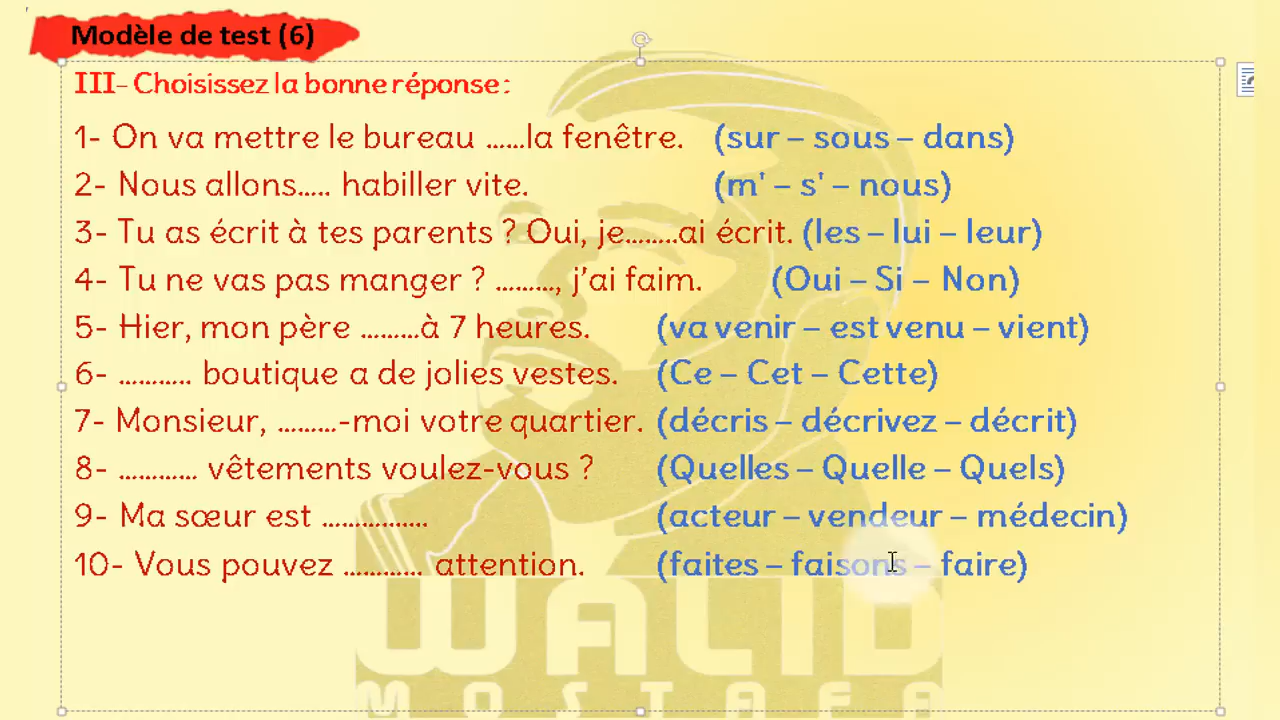 Modèle de test (6)
III- Choisissez la bonne réponse :
1- On va mettre le bureau ......la fenêtre. (sur – sous – dans)
2- Nous allons..... habiller vite. (m' – s' – nous)
3- Tu as écrit à tes parents ? Oui, je........ai écrit. (les – lui – leur)
4- Tu ne vas pas manger ? ........., j'ai faim. (Oui – Si – Non)
5- Hier, mon père .........à 7 heures. (va venir – est venu – vient)
6- ........... boutique a de jolies vestes. (Ce – Cet – Cette)
7- Monsieur, .........-moi votre quartier. (décris – décrivez – décrit)
8- ............ vêtements voulez-vous ? (Quelles – Quelle – Quels)
9- Ma sœur est ................ (acteur – vendeur – médecin)
10- Vous pouvez ............ attention. (faites – faisons – faire)
WALID
MOSTAFA